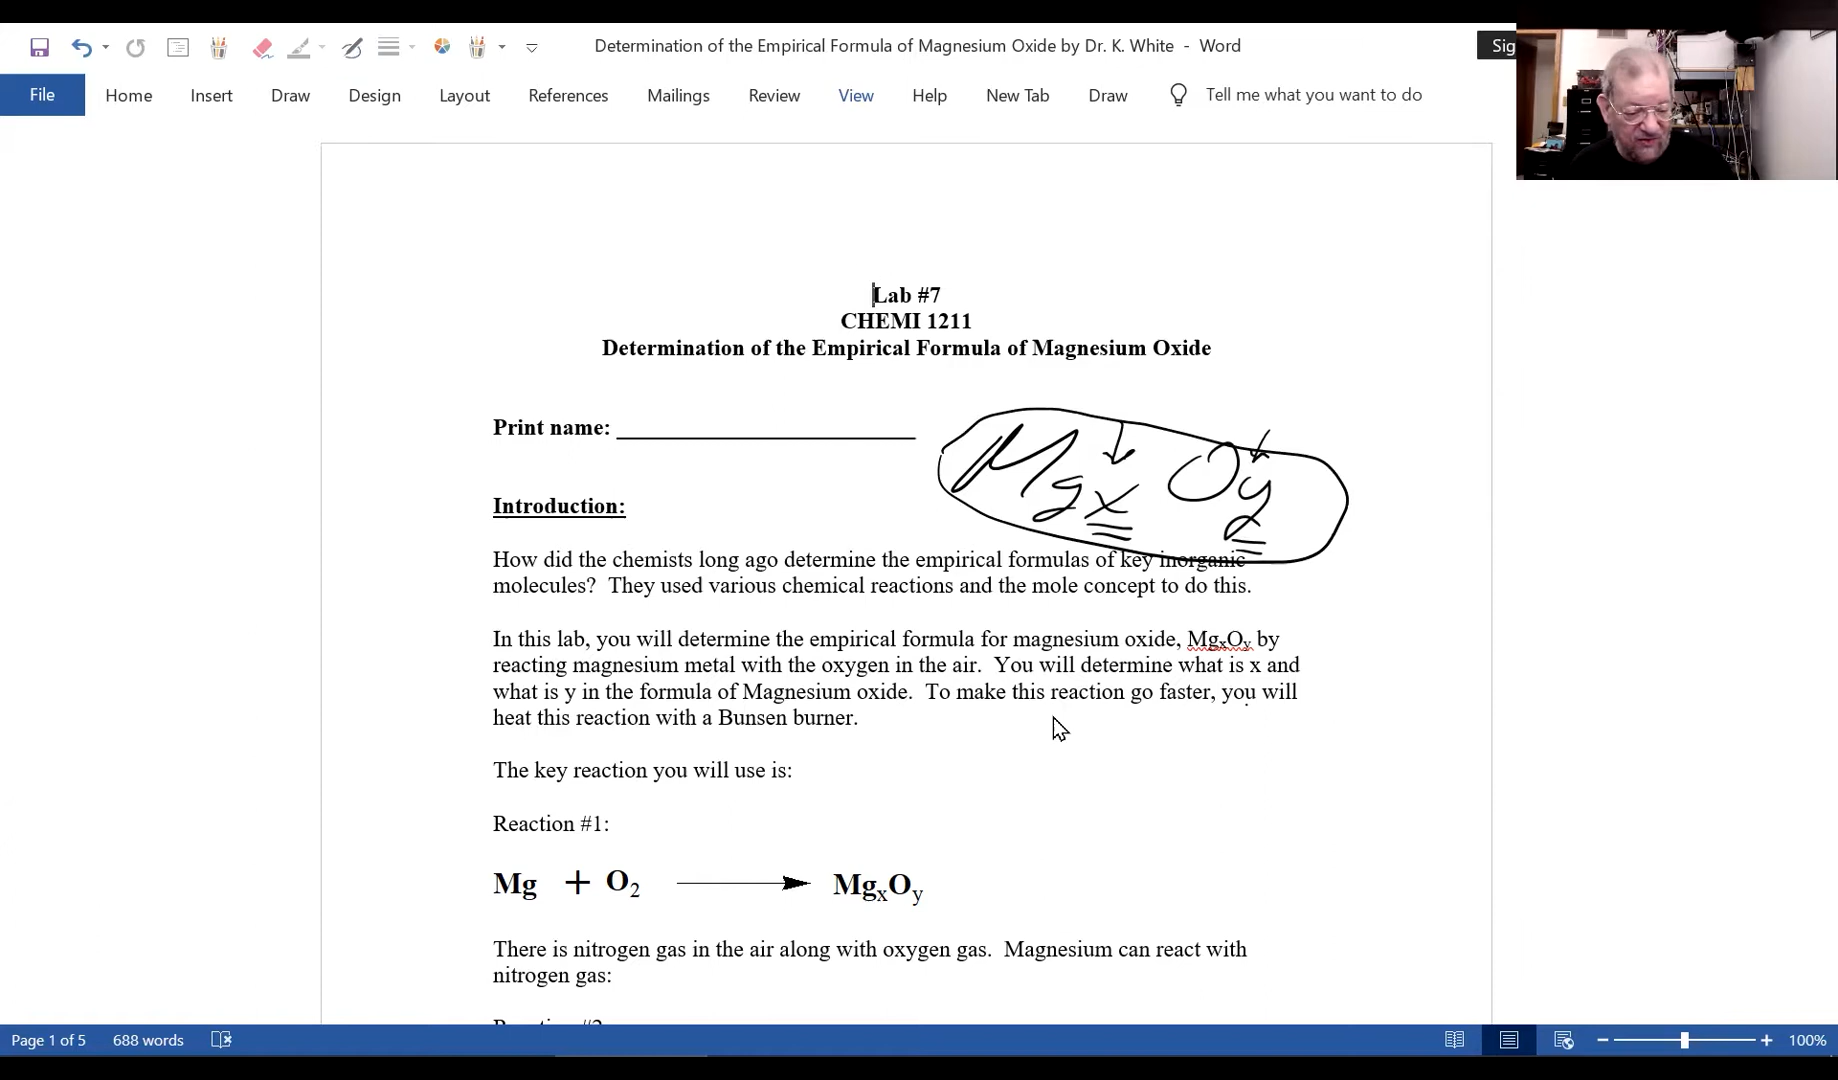 Determination of the Empirical Formula of Magnesium Oxide by Dr. K. White - Word
Sig
File Home Insert Draw Design Layout References Mailings Review View Help New Tab Draw Tell me what you want to do
Lab #7
CHEMI 1211
Determination of the Empirical Formula of Magnesium Oxide
Print name: ____________________
Mgx Oy
Introduction:
How did the chemists long ago determine the empirical formulas of key inorganic
molecules? They used various chemical reactions and the mole concept to do this.
In this lab, you will determine the empirical formula for magnesium oxide, MgxOy by
reacting magnesium metal with the oxygen in the air. You will determine what is x and
what is y in the formula of Magnesium oxide. To make this reaction go faster, you will
heat this reaction with a Bunsen burner.
The key reaction you will use is:
Reaction #1:
Mg + O2 → MgxOy
There is nitrogen gas in the air along with oxygen gas. Magnesium can react with
nitrogen gas:
Page 1 of 5 688 words 100%